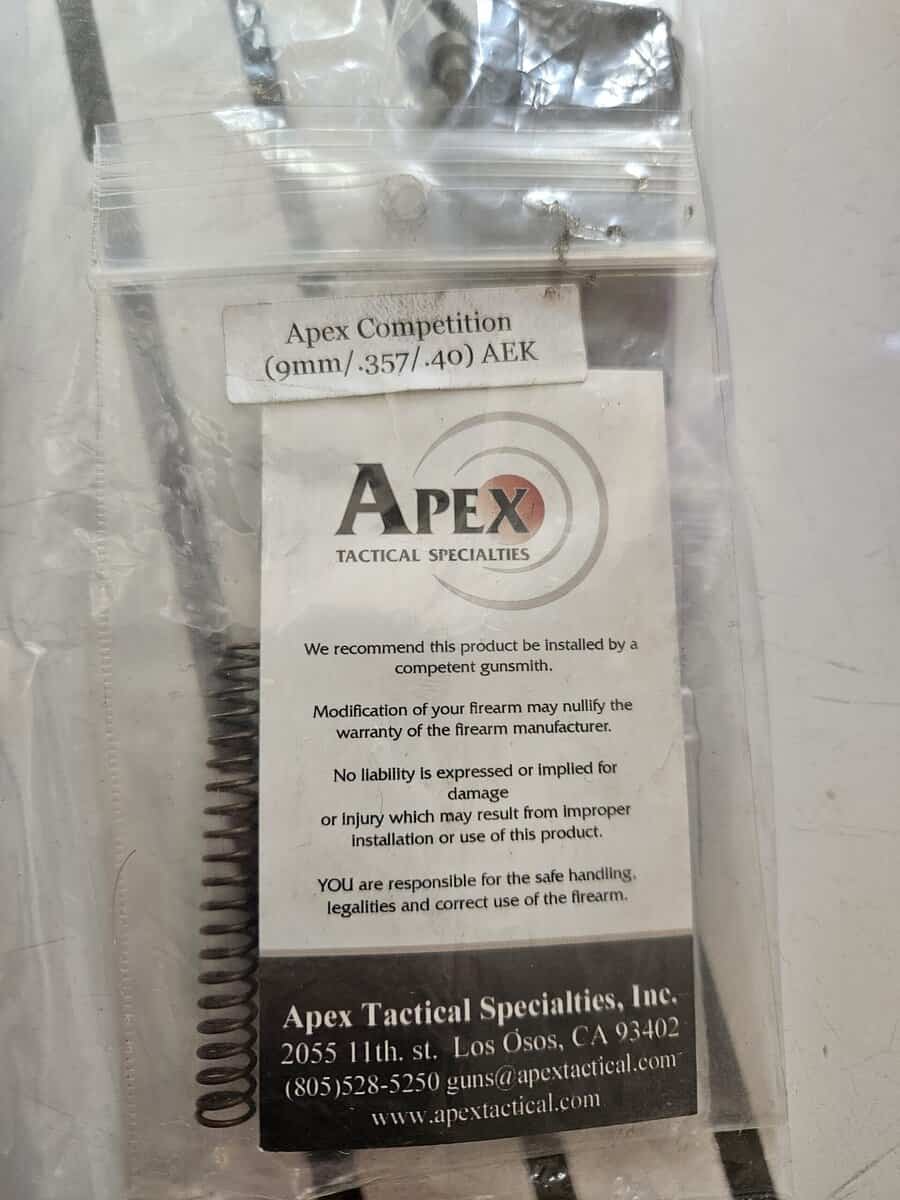 Apex Competition
(9mm/.357/.40) AEK
APEX
TACTICAL SPECIALTIES
We recommend this product be installed by a
competent gunsmith.
Modification of your firearm may nullify the
warranty of the firearm manufacturer.
No liability is expressed or implied for
damage
or injury which may result from improper
installation or use of this product.
YOU are responsible for the safe handling,
legalities and correct use of the firearm.
Apex Tactical Specialties, Inc.
2055 11th. st. Los Osos, CA 93402
(805)528-5250 guns@apextactical.com
www.apextactical.com